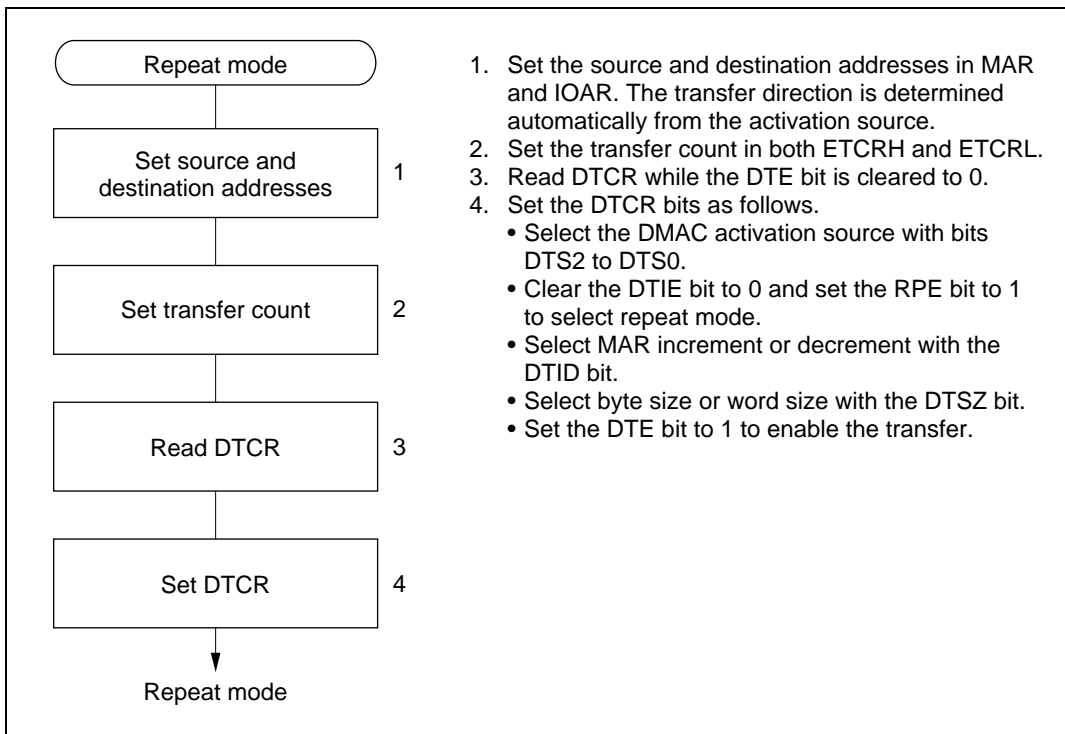 Repeat mode
Set source and
destination addresses
1
Set transfer count
2
Read DTCR
3
Set DTCR
4
Repeat mode
1. Set the source and destination addresses in MAR
and IOAR. The transfer direction is determined
automatically from the activation source.
2. Set the transfer count in both ETCRH and ETCRL.
3. Read DTCR while the DTE bit is cleared to 0.
4. Set the DTCR bits as follows.
• Select the DMAC activation source with bits
DTS2 to DTS0.
• Clear the DTIE bit to 0 and set the RPE bit to 1
to select repeat mode.
• Select MAR increment or decrement with the
DTID bit.
• Select byte size or word size with the DTSZ bit.
• Set the DTE bit to 1 to enable the transfer.